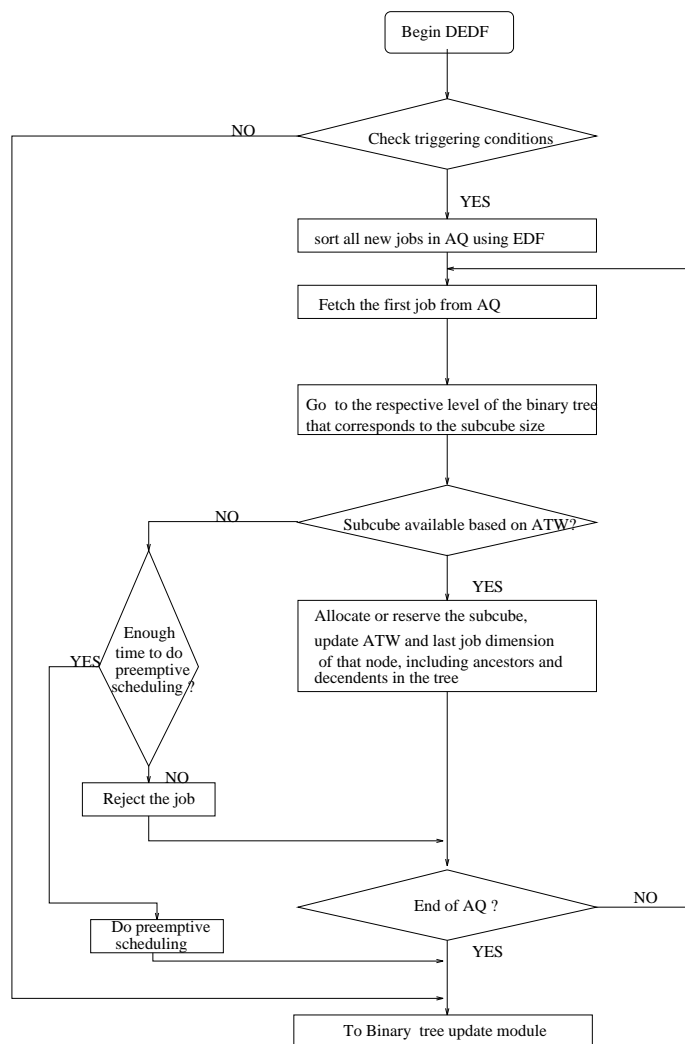 Begin DEDF
NO
Check triggering conditions
YES
sort all new jobs in AQ using EDF
Fetch the first job from AQ
Go to the respective level of the binary tree
that corresponds to the subcube size
NO
Subcube available based on ATW?
YES
Allocate or reserve the subcube,
update ATW and last job dimension
of that node, including ancestors and
decendents in the tree
Enough
time to do
preemptive
scheduling ?
YES
NO
Reject the job
End of AQ ?
NO
Do preemptive
scheduling
YES
To Binary tree update module